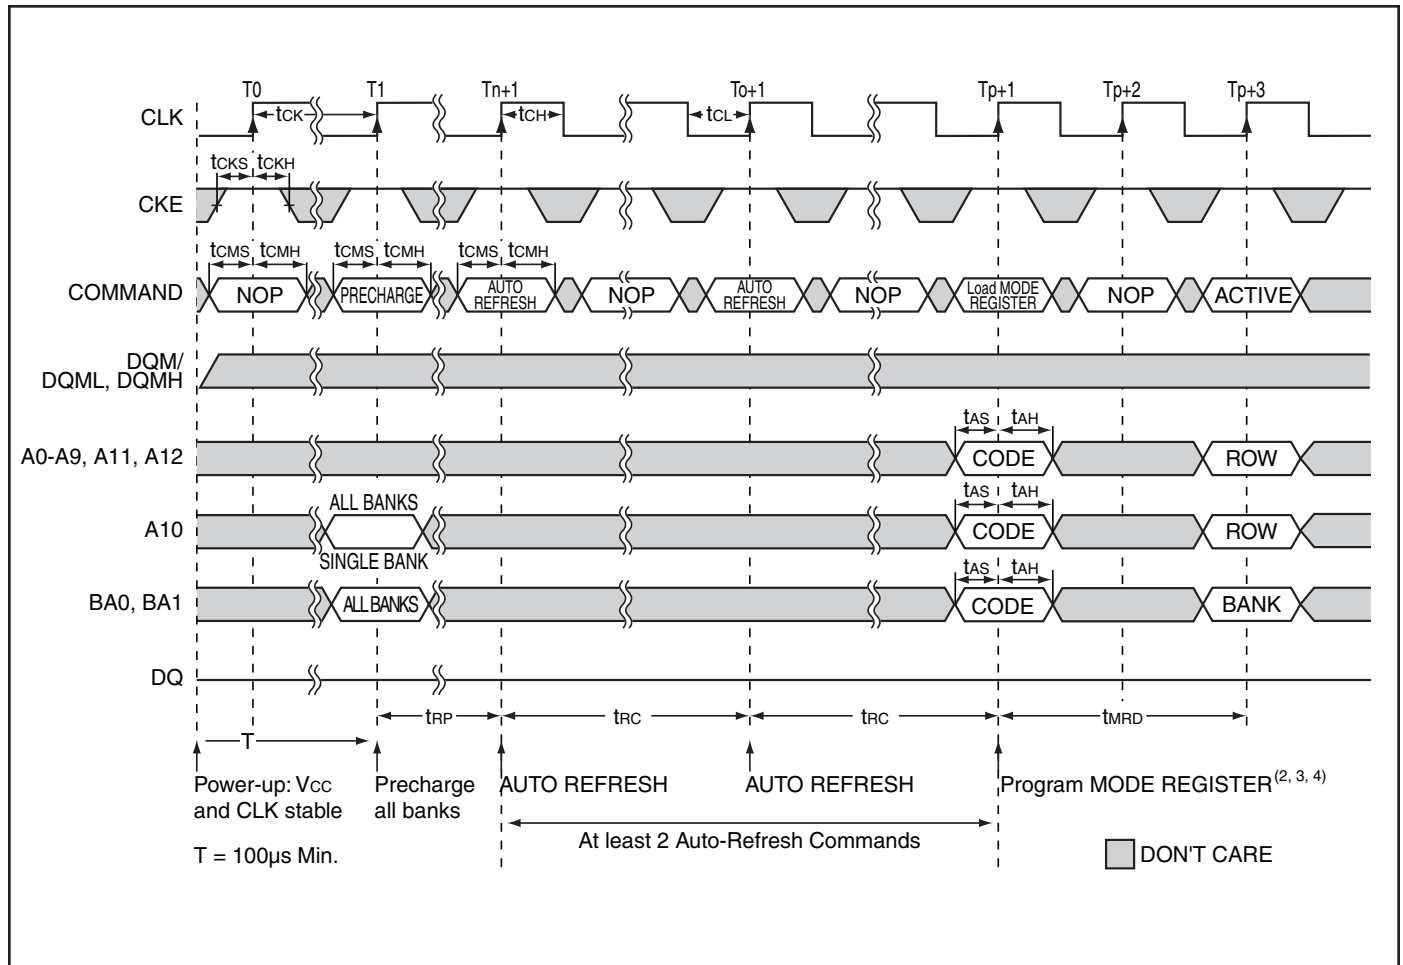 T0 T1 Tn+1 To+1 Tp+1 Tp+2 Tp+3
CLK tCK tCH tCL
tCKS tCKH
CKE
tCMS tCMH tCMS tCMH tCMS tCMH
COMMAND NOP PRECHARGE AUTO REFRESH NOP AUTO REFRESH NOP Load MODE REGISTER NOP ACTIVE
DQM/
DQML, DQMH
tAS tAH
A0-A9, A11, A12 CODE ROW
ALL BANKS tAS tAH
A10 CODE ROW
SINGLE BANK tAS tAH
BA0, BA1 ALL BANKS CODE BANK
DQ
tRP tRC tRC tMRD
T
Power-up: VCC Precharge AUTO REFRESH AUTO REFRESH Program MODE REGISTER(2, 3, 4)
and CLK stable all banks
At least 2 Auto-Refresh Commands
T = 100µs Min. DON'T CARE